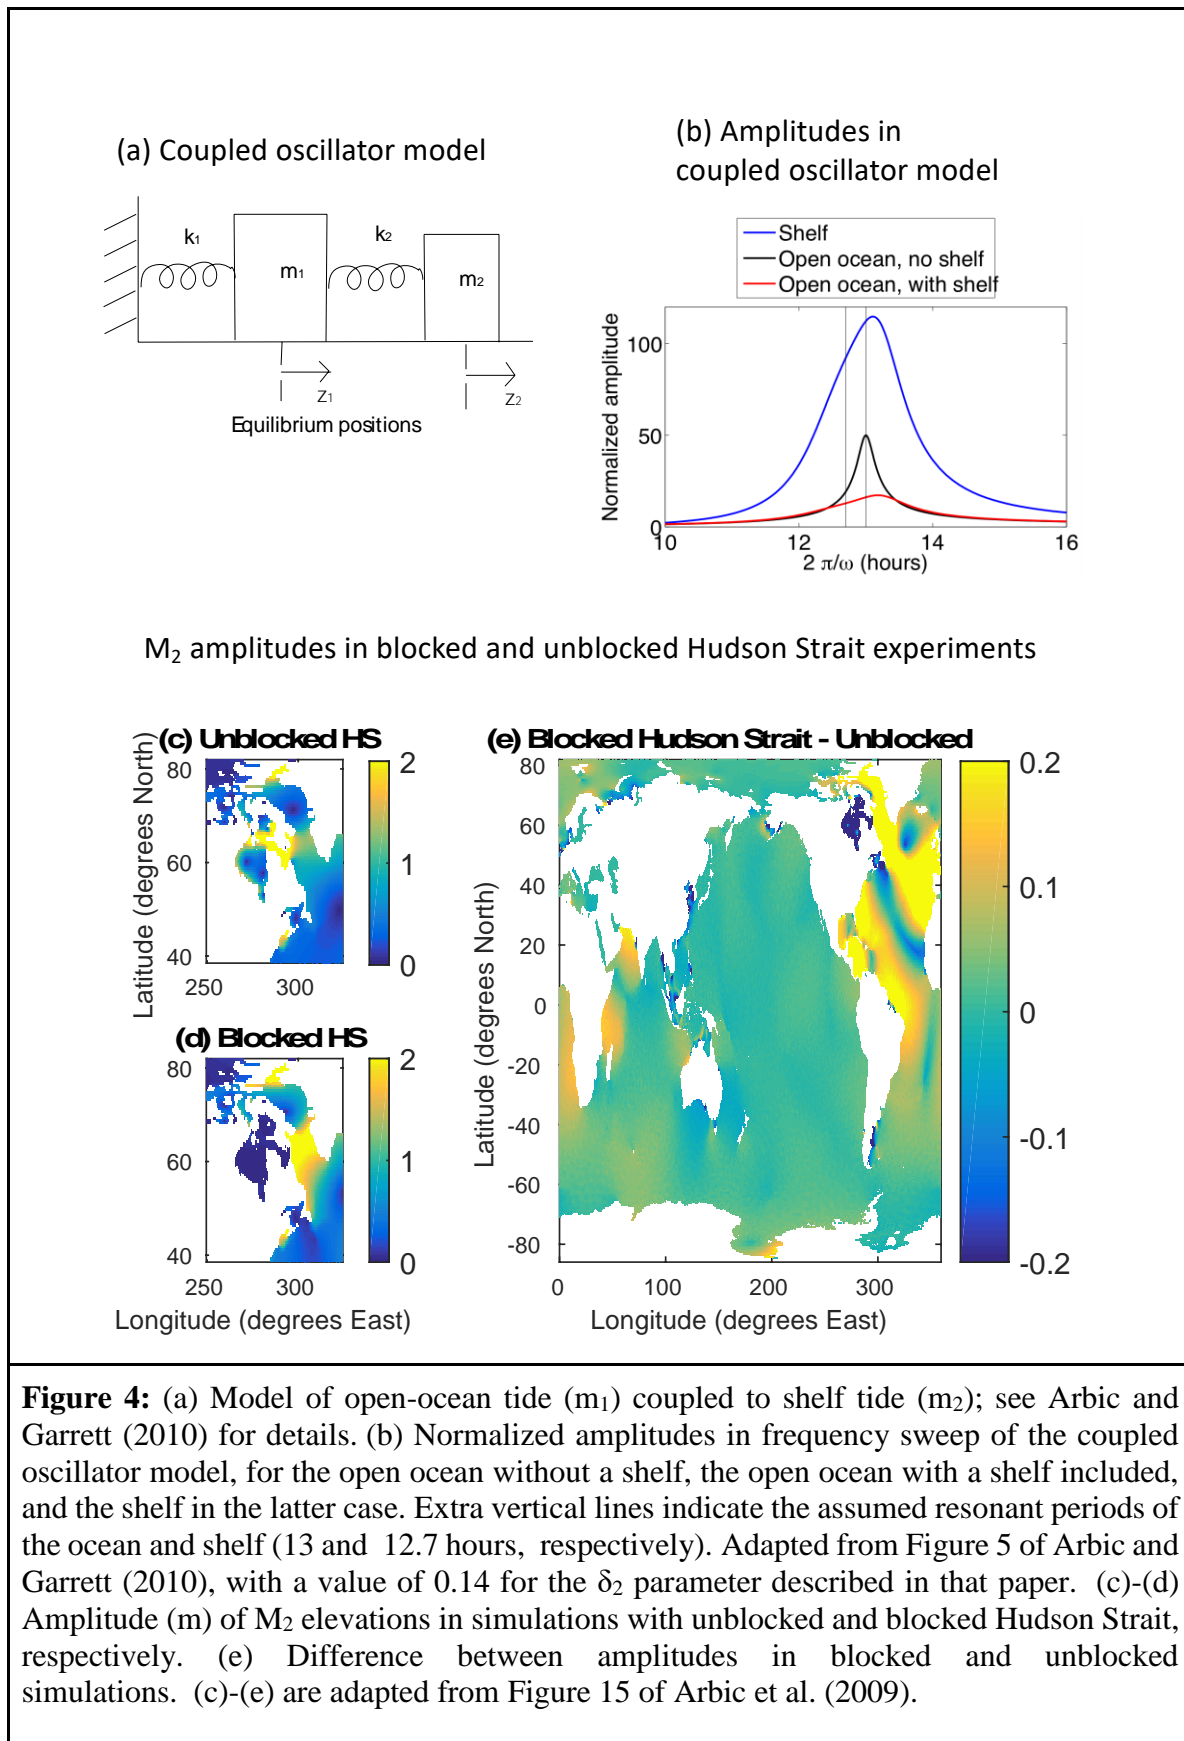 (a) Coupled oscillator model
k1
m1
k2
m2
z1
z2
Equilibrium positions
(b) Amplitudes in
coupled oscillator model
Shelf
Open ocean, no shelf
Open ocean, with shelf
Normalized amplitude
100
50
0
10
12
14
16
2 π/ω (hours)
M2 amplitudes in blocked and unblocked Hudson Strait experiments
(c) Unblocked HS
Latitude (degrees North)
80
60
40
250
300
2
1
0
(d) Blocked HS
80
60
40
250
300
2
1
0
Longitude (degrees East)
(e) Blocked Hudson Strait - Unblocked
Latitude (degrees North)
80
60
40
20
0
-20
-40
-60
-80
0
100
200
300
Longitude (degrees East)
0.2
0.1
0
-0.1
-0.2
Figure 4: (a) Model of open-ocean tide (m1) coupled to shelf tide (m2); see Arbic and
Garrett (2010) for details. (b) Normalized amplitudes in frequency sweep of the coupled
oscillator model, for the open ocean without a shelf, the open ocean with a shelf included,
and the shelf in the latter case. Extra vertical lines indicate the assumed resonant periods of
the ocean and shelf (13 and 12.7 hours, respectively). Adapted from Figure 5 of Arbic and
Garrett (2010), with a value of 0.14 for the δ2 parameter described in that paper. (c)-(d)
Amplitude (m) of M2 elevations in simulations with unblocked and blocked Hudson Strait,
respectively. (e) Difference between amplitudes in blocked and unblocked
simulations. (c)-(e) are adapted from Figure 15 of Arbic et al. (2009).